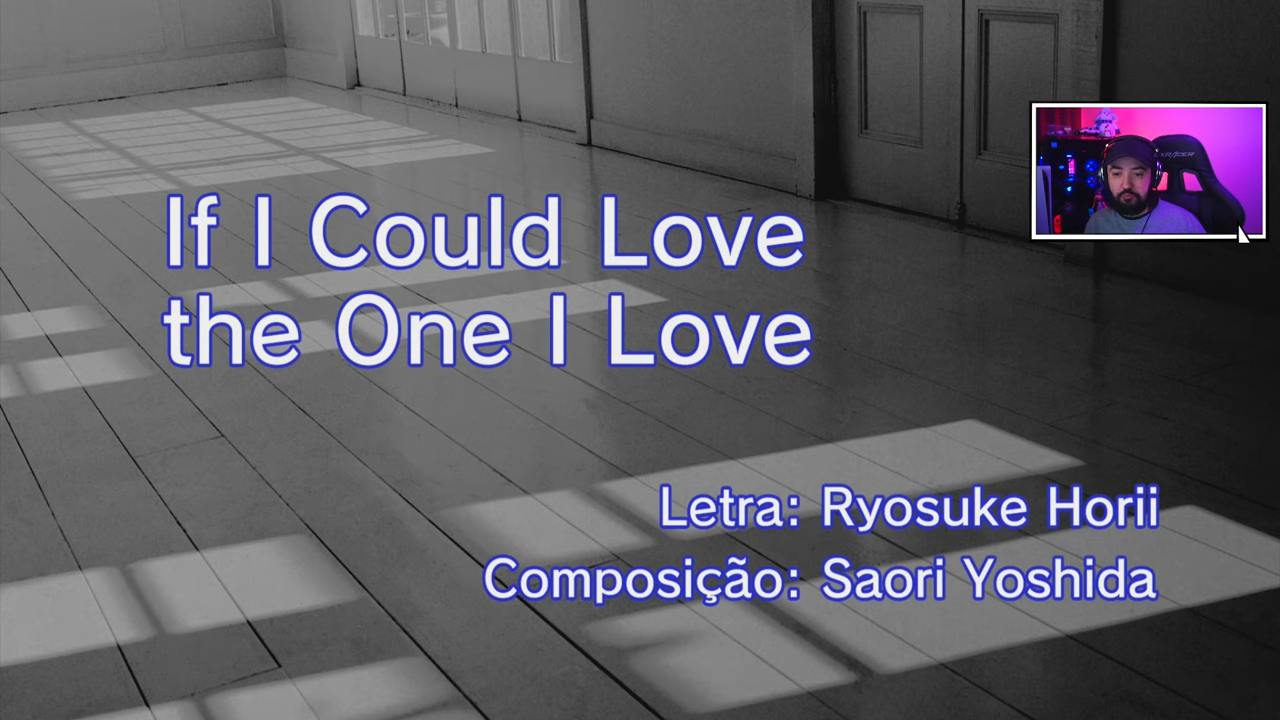 If I Could Love
the One I Love
Letra: Ryosuke Horii
Composição: Saori Yoshida